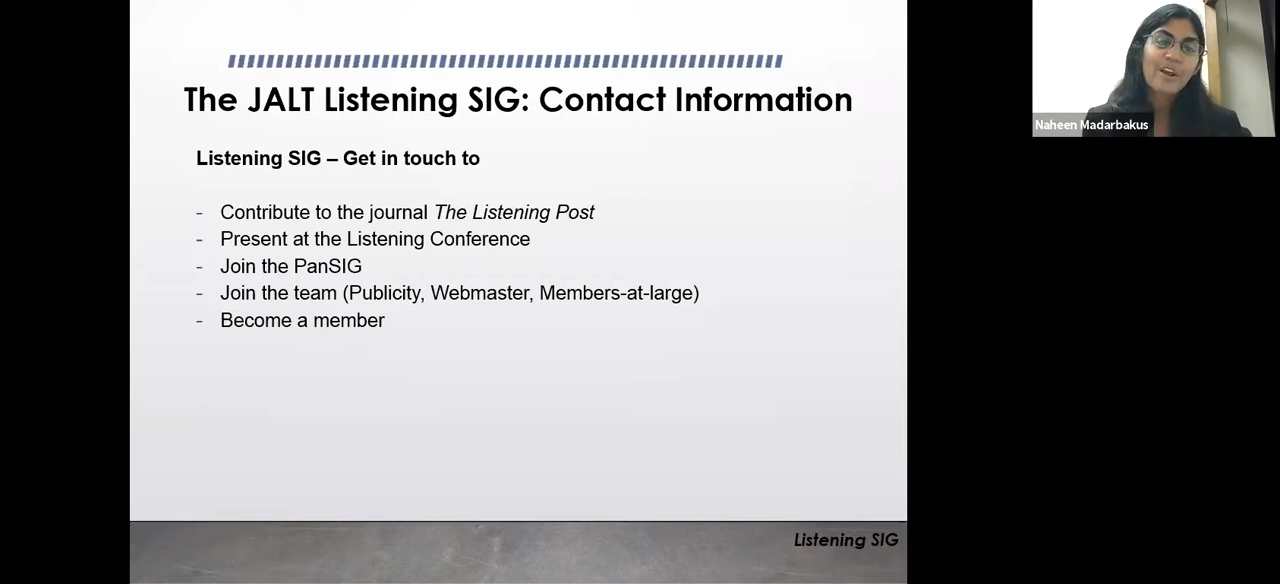 The JALT Listening SIG: Contact Information
Naheen Madarbakus
Listening SIG – Get in touch to
- Contribute to the journal The Listening Post
- Present at the Listening Conference
- Join the PanSIG
- Join the team (Publicity, Webmaster, Members-at-large)
- Become a member
Listening SIG